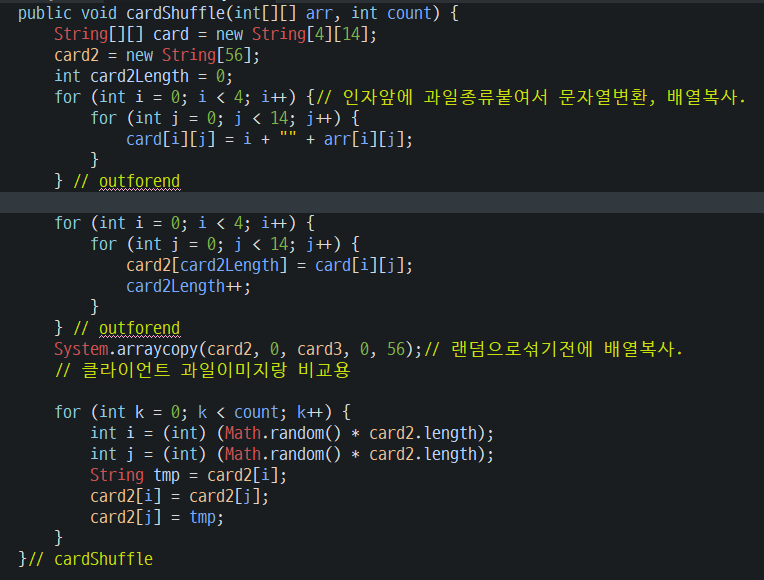 public void cardShuffle(int[][] arr, int count) {
    String[][] card = new String[4][14];
    card2 = new String[56];
    int card2Length = 0;
    for (int i = 0; i < 4; i++) {// 인자앞에 과일종류붙여서 문자열변환, 배열복사.
        for (int j = 0; j < 14; j++) {
            card[i][j] = i + "" + arr[i][j];
        }
    } // outforend

    for (int i = 0; i < 4; i++) {
        for (int j = 0; j < 14; j++) {
            card2[card2Length] = card[i][j];
            card2Length++;
        }
    } // outforend
    System.arraycopy(card2, 0, card3, 0, 56);// 랜덤으로섞기전에 배열복사.
    // 클라이언트 과일이미지랑 비교용

    for (int k = 0; k < count; k++) {
        int i = (int) (Math.random() * card2.length);
        int j = (int) (Math.random() * card2.length);
        String tmp = card2[i];
        card2[i] = card2[j];
        card2[j] = tmp;
    }
}// cardShuffle